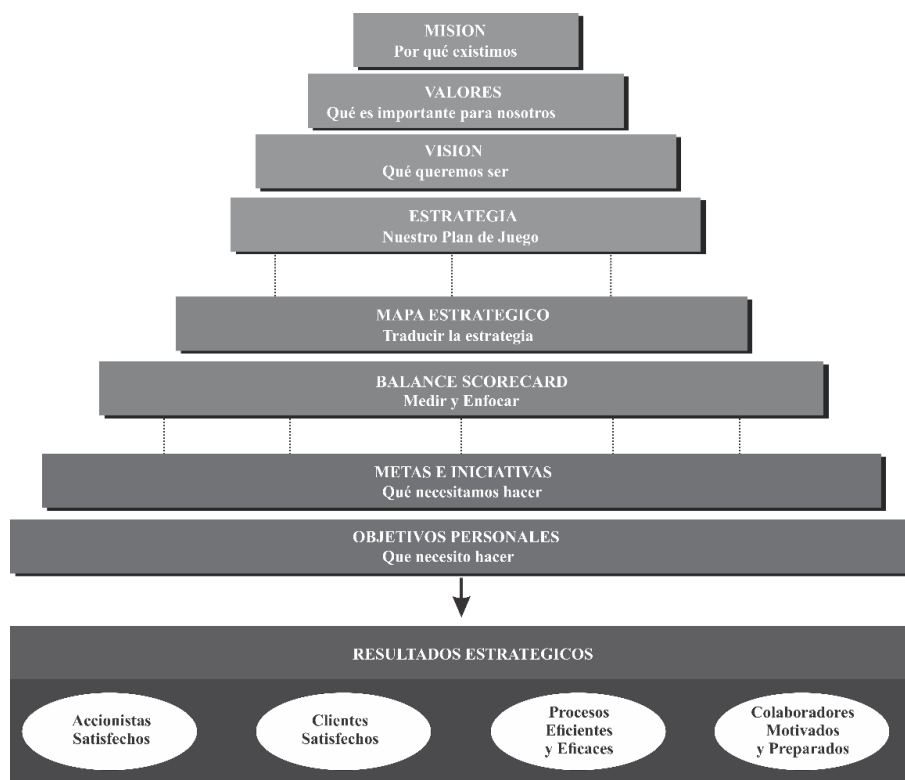 MISION
Por qué existimos
VALORES
Qué es importante para nosotros
VISION
Qué queremos ser
ESTRATEGIA
Nuestro Plan de Juego
MAPA ESTRATEGICO
Traducir la estrategia
BALANCE SCORECARD
Medir y Enfocar
METAS E INICIATIVAS
Qué necesitamos hacer
OBJETIVOS PERSONALES
Que necesito hacer
RESULTADOS ESTRATEGICOS
Accionistas
Satisfechos
Clientes
Satisfechos
Procesos
Eficientes
y Eficaces
Colaboradores
Motivados
y Preparados